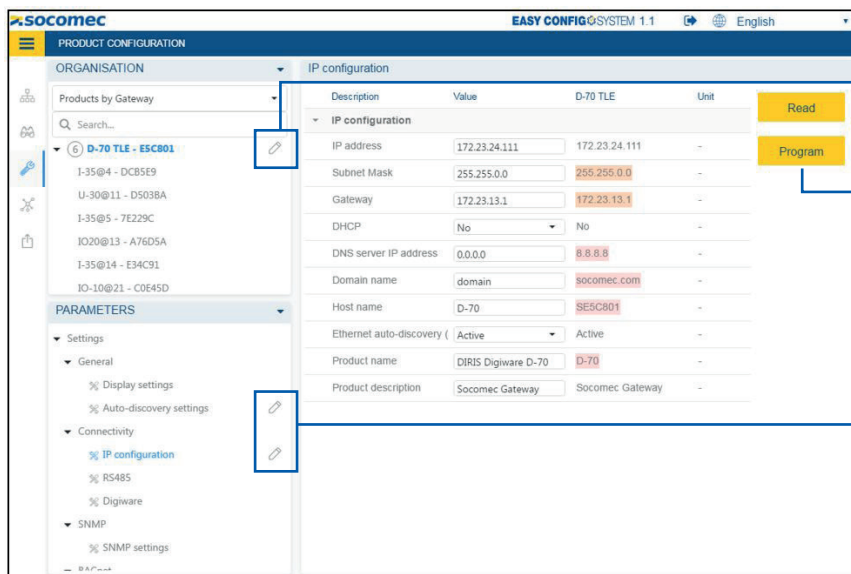 socomec
EASY CONFIG SYSTEM 1.1 English
PRODUCT CONFIGURATION
ORGANISATION
Products by Gateway
Search...
6 D-70 TLE - E5C801
I-35@4 - DCB5E9
U-30@11 - D503BA
I-35@5 - 7E229C
IO20@13 - A76D5A
I-35@14 - E34C91
IO-10@21 - C0E45D
PARAMETERS
Settings
General
Display settings
Auto-discovery settings
Connectivity
IP configuration
RS485
Digiware
SNMP
SNMP settings
BACnet
IP configuration
Description Value D-70 TLE Unit
IP configuration
IP address 172.23.24.111 172.23.24.111 -
Subnet Mask 255.255.0.0 255.255.0.0 -
Gateway 172.23.13.1 172.23.13.1 -
DHCP No No -
DNS server IP address 0.0.0.0 8.8.8.8 -
Domain name domain socomec.com -
Host name D-70 SE5C801 -
Ethernet auto-discovery ( Active Active -
Product name DIRIS Digiware D-70 D-70 -
Product description Socomec Gateway Socomec Gateway -
Read
Program